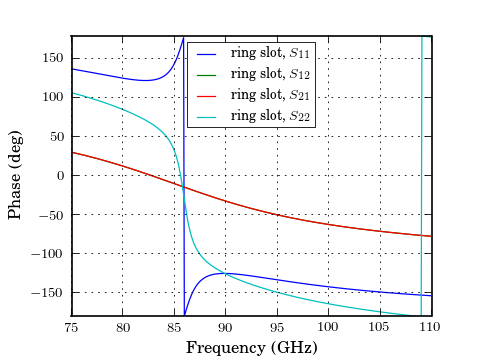 ring slot, S11
ring slot, S12
ring slot, S21
ring slot, S22
Phase (deg)
150
100
50
0
−50
−100
−150
75 80 85 90 95 100 105 110
Frequency (GHz)